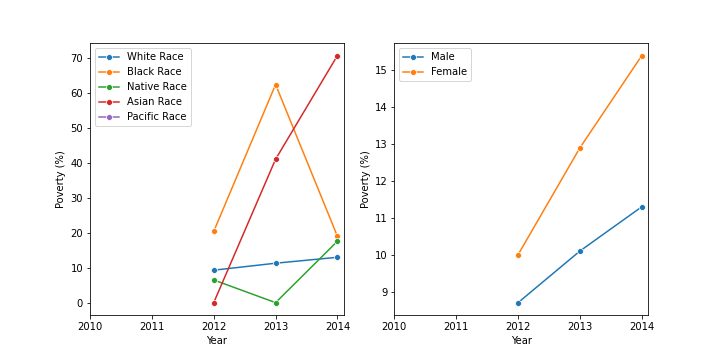 White Race
Black Race
Native Race
Asian Race
Pacific Race
70
60
50
40
30
20
10
0
Poverty (%)
2010 2011 2012 2013 2014
Year
Male
Female
15
14
13
12
11
10
9
Poverty (%)
2010 2011 2012 2013 2014
Year